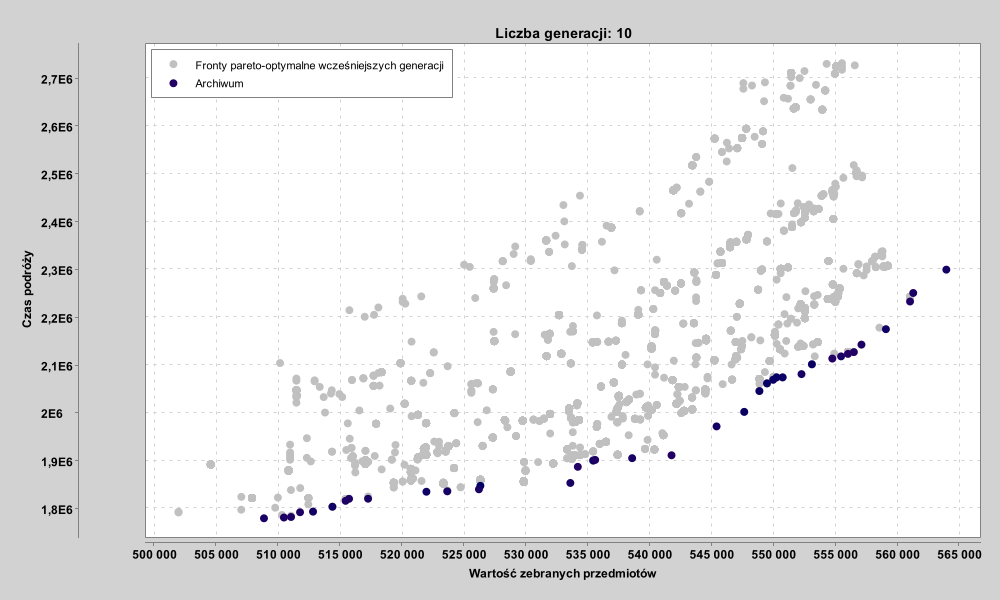 Liczba generacji: 10
Fronty pareto-optymalne wcześniejszych generacji
Archiwum
2,7E6
2,6E6
2,5E6
2,4E6
2,3E6
2,2E6
2,1E6
2E6
1,9E6
1,8E6
Czas podróży
500 000 505 000 510 000 515 000 520 000 525 000 530 000 535 000 540 000 545 000 550 000 555 000 560 000 565 000
Wartość zebranych przedmiotów